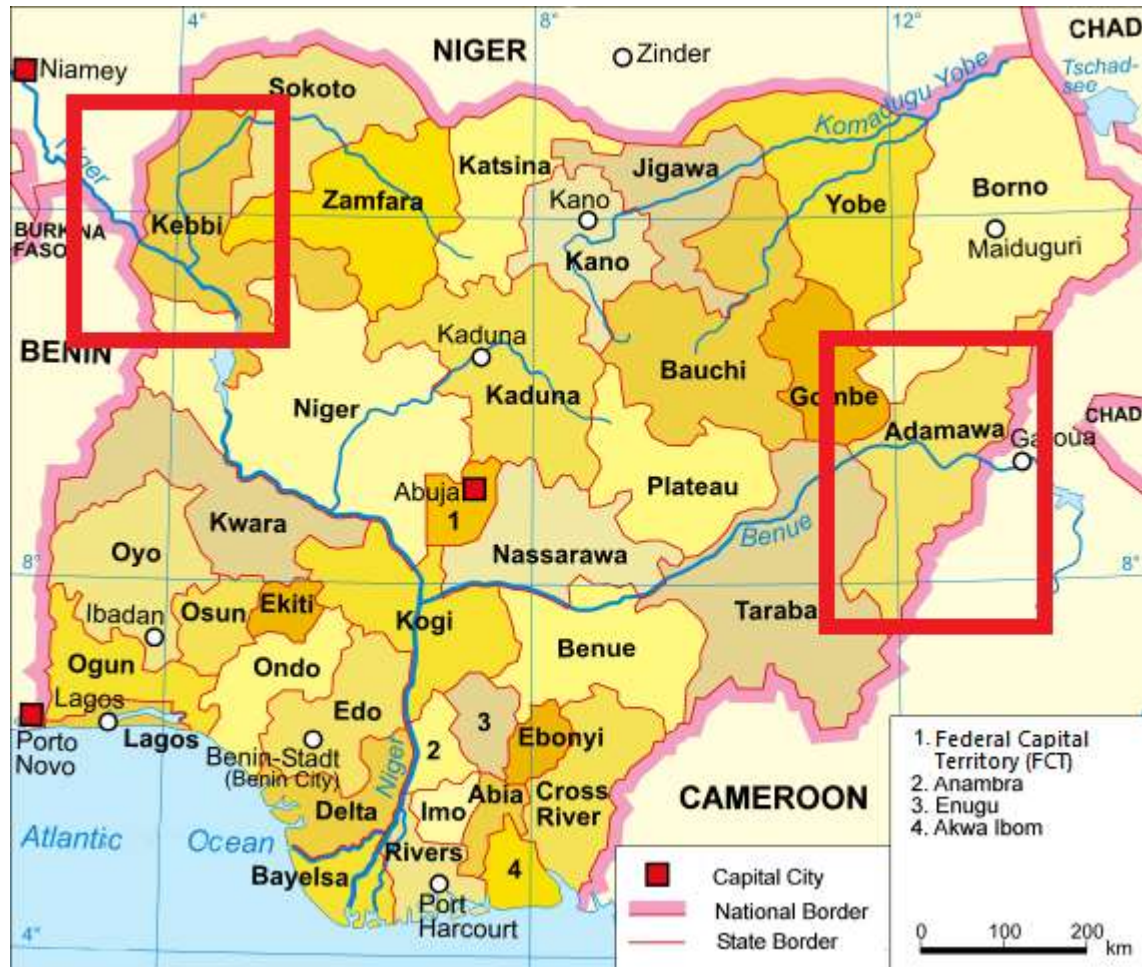 4°
8°
12°
CHAD
NIGER
Zinder
Niamey
Tschad-
see
Sokoto
Komadugu Yobe
Niger
Katsina
Jigawa
Zamfara
Kano
Yobe
Borno
Kebbi
BURKINA
FASO
Maiduguri
Kano
BENIN
Kaduna
Bauchi
Gombe
Kaduna
Niger
CHAD
Adamawa
Garoua
Abuja
1
Plateau
Kwara
Benue
Nassarawa
Oyo
8°
8°
Ibadan
Osun
Ekiti
Kogi
Taraba
Benue
Ogun
Ondo
Lagos
Edo
3
Porto
Novo
Lagos
Ebonyi
Benin-Stadt
(Benin City)
Niger
2
CAMEROON
Delta
Imo
Abia
Cross
River
Atlantic
Ocean
Rivers
4
Bayelsa
Port
Harcourt
4°
1. Federal Capital
Territory (FCT)
2. Anambra
3. Enugu
4. Akwa Ibom
Capital City
National Border
State Border
km
0 100 200